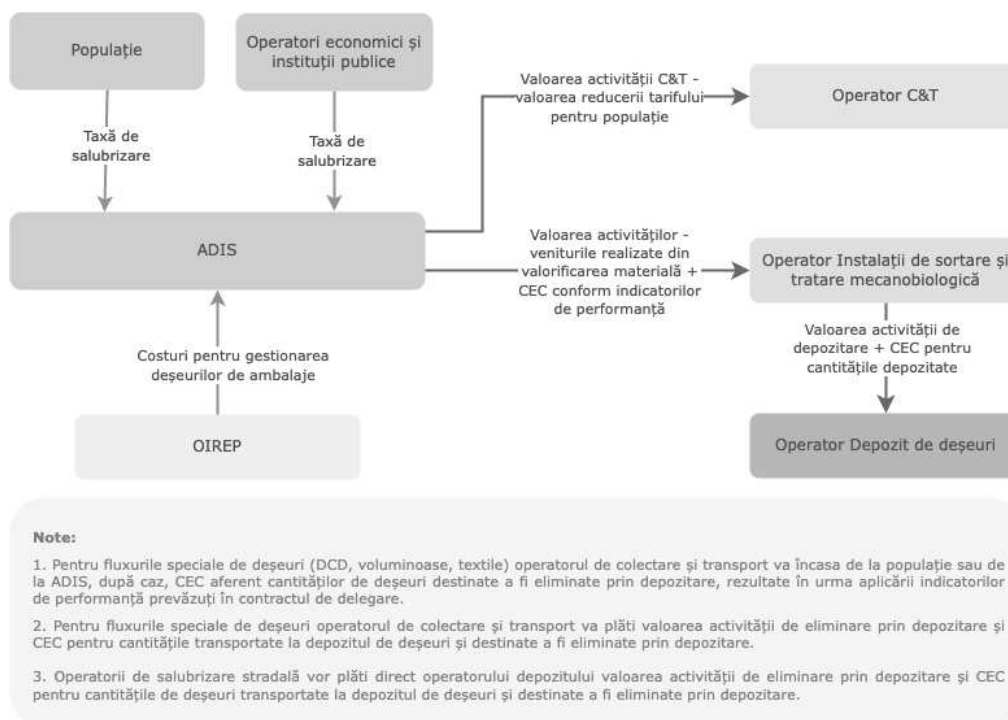 Populație
Operatori economici și
instituții publice
Taxă de
salubrizare
Taxă de
salubrizare
Valoarea activității C&T -
valoarea reducerii tarifului
pentru populație
Operator C&T
ADIS
Valoarea activităților -
veniturile realizate din
valorificarea materială +
CEC conform indicatorilor
de performanță
Operator Instalații de sortare și
tratare mecanobiologică
Costuri pentru gestionarea
deșeurilor de ambalaje
Valoarea activității de
depozitare + CEC pentru
cantitățile depozitate
OIREP
Operator Depozit de deșeuri
Note:
1. Pentru fluxurile speciale de deșeuri (DCD, voluminoase, textile) operatorul de colectare și transport va încasa de la populație sau de
la ADIS, după caz, CEC aferent cantităților de deșeuri destinate a fi eliminate prin depozitare, rezultate în urma aplicării indicatorilor
de performanță prevăzuți în contractul de delegare.
2. Pentru fluxurile speciale de deșeuri operatorul de colectare și transport va plăti valoarea activității de eliminare prin depozitare și
CEC pentru cantitățile transportate la depozitul de deșeuri și destinate a fi eliminate prin depozitare.
3. Operatorii de salubrizare stradală vor plăti direct operatorului depozitului valoarea activității de eliminare prin depozitare și CEC
pentru cantitățile de deșeuri transportate la depozitul de deșeuri și destinate a fi eliminate prin depozitare.